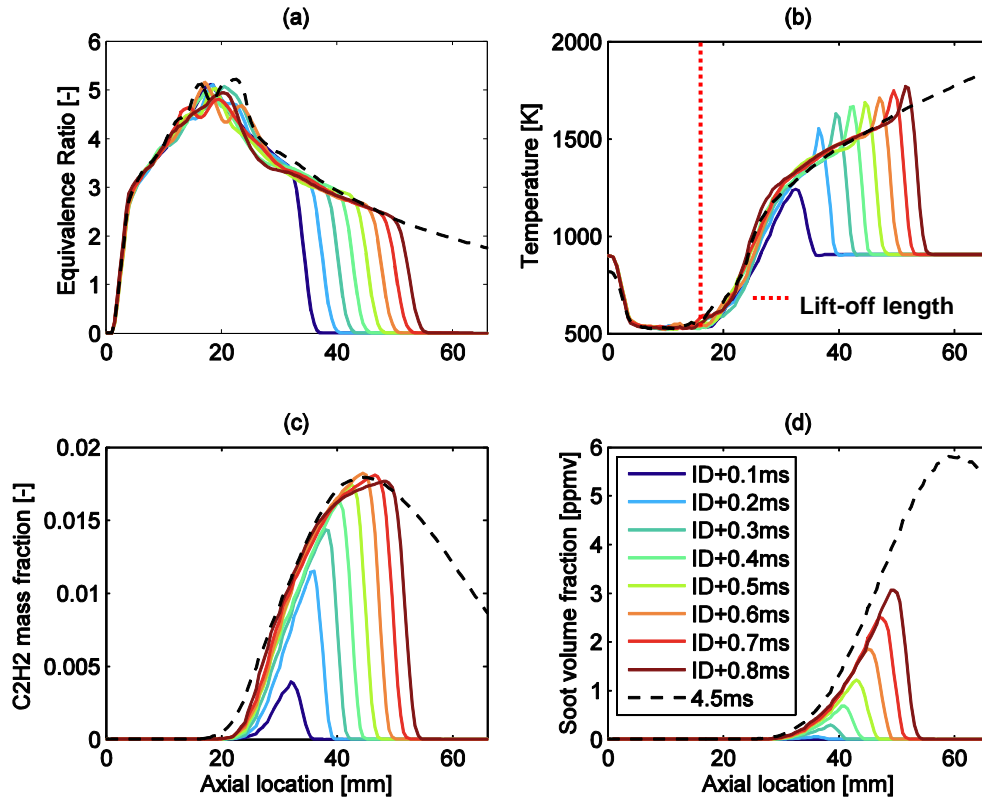 (a)
6
5
4
3
2
1
0
Equivalence Ratio [-]
0 20 40 60
(b)
2000
1500
1000
500
Temperature [K]
Lift-off length
0 20 40 60
(c)
0.02
0.015
0.01
0.005
0
C2H2 mass fraction [-]
0 20 40 60
Axial location [mm]
(d)
6
5
4
3
2
1
0
Soot volume fraction [ppmv]
ID+0.1ms
ID+0.2ms
ID+0.3ms
ID+0.4ms
ID+0.5ms
ID+0.6ms
ID+0.7ms
ID+0.8ms
4.5ms
0 20 40 60
Axial location [mm]